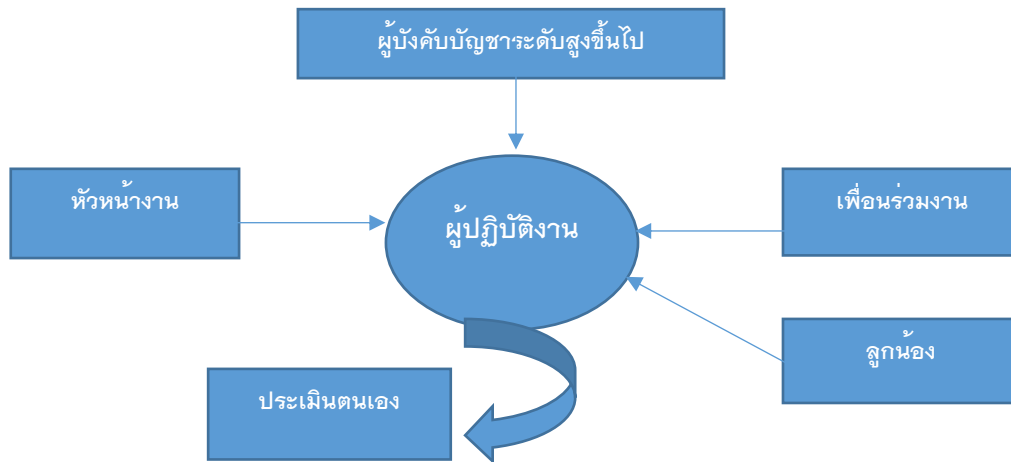 ผู้บังคับบัญชาระดับสูงขึ้นไป
หัวหน้างาน
ผู้ปฏิบัติงาน
เพื่อนร่วมงาน
ลูกน้อง
ประเมินตนเอง